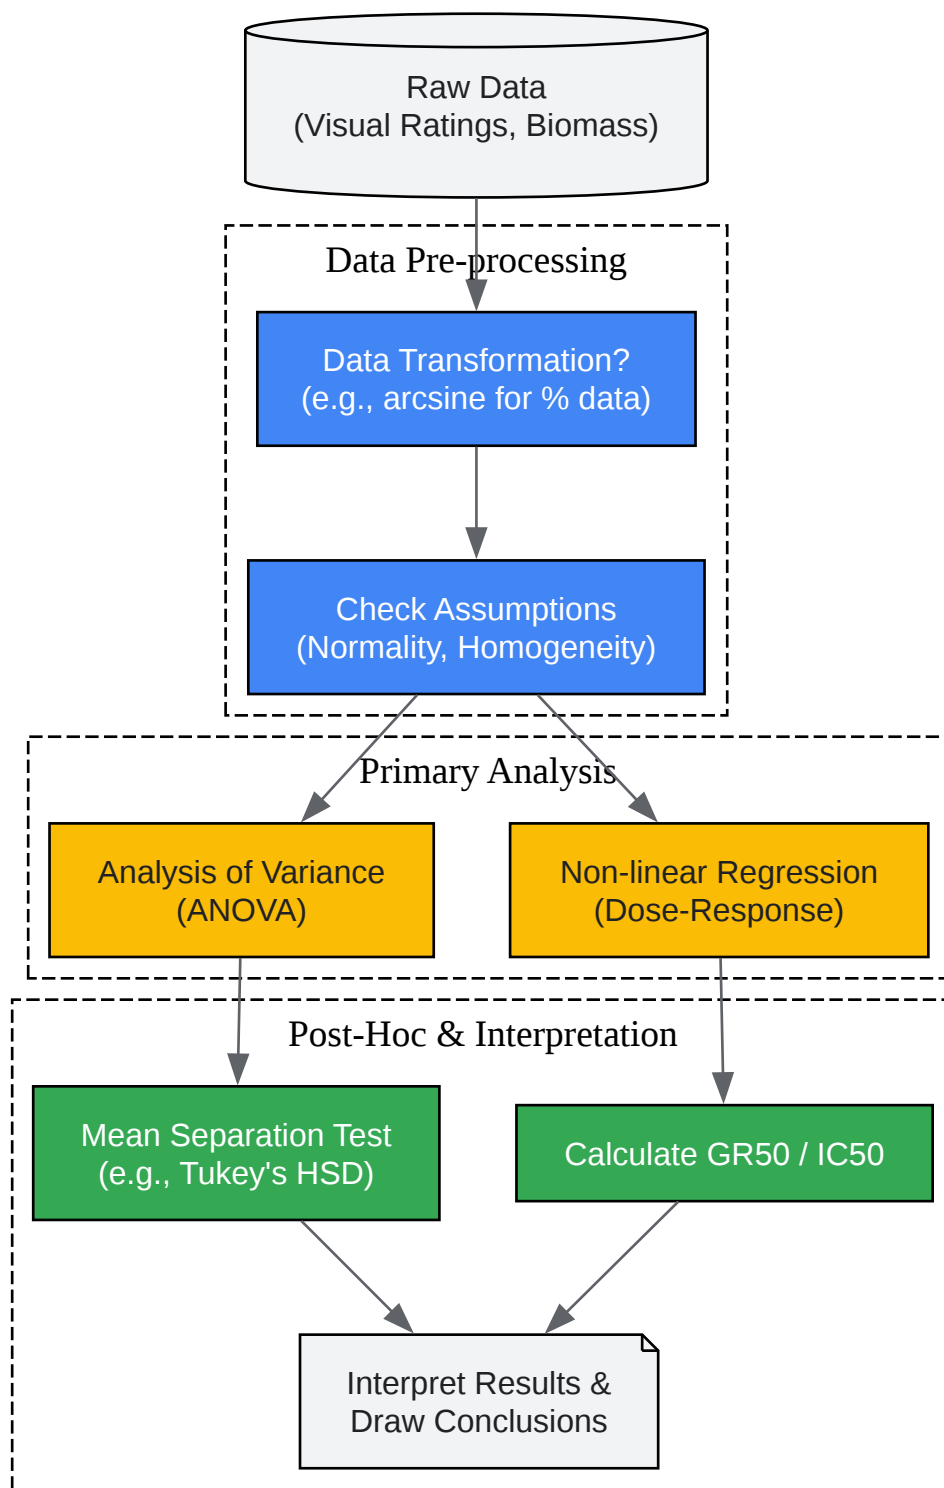 Raw Data
(Visual Ratings, Biomass)
Data Pre-processing
Data Transformation?
(e.g., arcsine for % data)
Check Assumptions
(Normality, Homogeneity)
Primary Analysis
Analysis of Variance
(ANOVA)
Non-linear Regression
(Dose-Response)
Post-Hoc & Interpretation
Mean Separation Test
(e.g., Tukey's HSD)
Calculate GR50 / IC50
Interpret Results &
Draw Conclusions